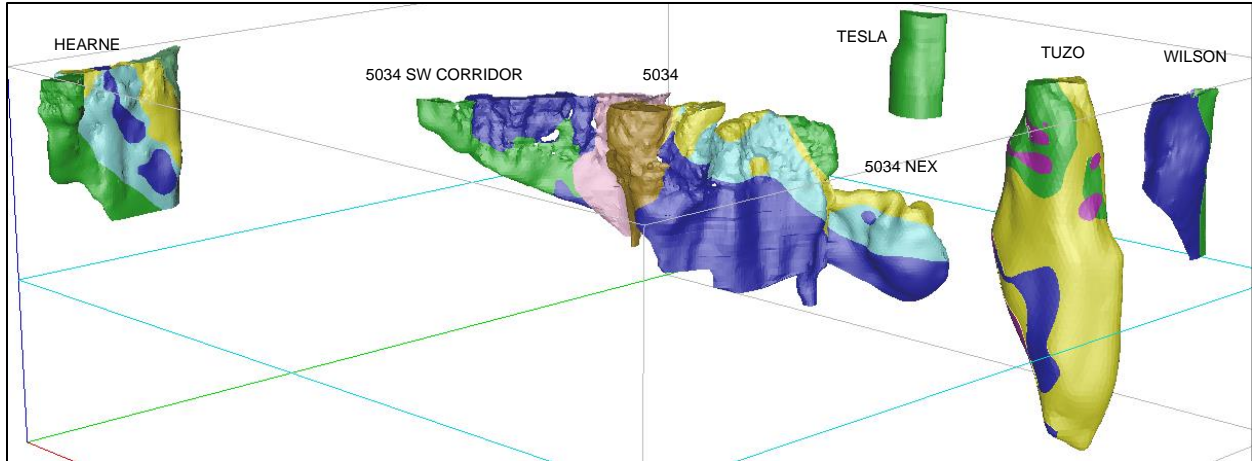 HEARNE
5034 SW CORRIDOR
5034
TESLA
TUZO
WILSON
5034 NEX